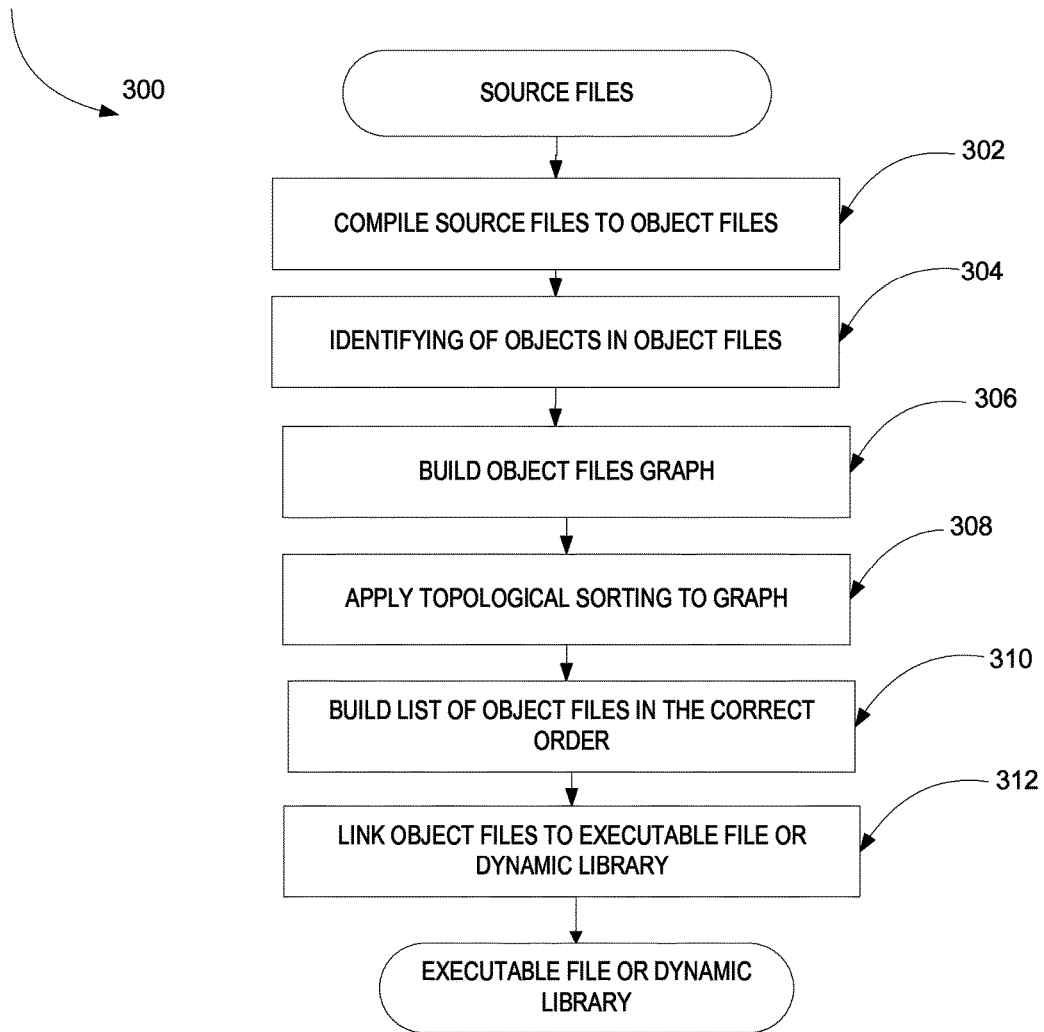 300
SOURCE FILES
302
COMPILE SOURCE FILES TO OBJECT FILES
304
IDENTIFYING OF OBJECTS IN OBJECT FILES
306
BUILD OBJECT FILES GRAPH
308
APPLY TOPOLOGICAL SORTING TO GRAPH
310
BUILD LIST OF OBJECT FILES IN THE CORRECT
ORDER
312
LINK OBJECT FILES TO EXECUTABLE FILE OR
DYNAMIC LIBRARY
EXECUTABLE FILE OR DYNAMIC
LIBRARY